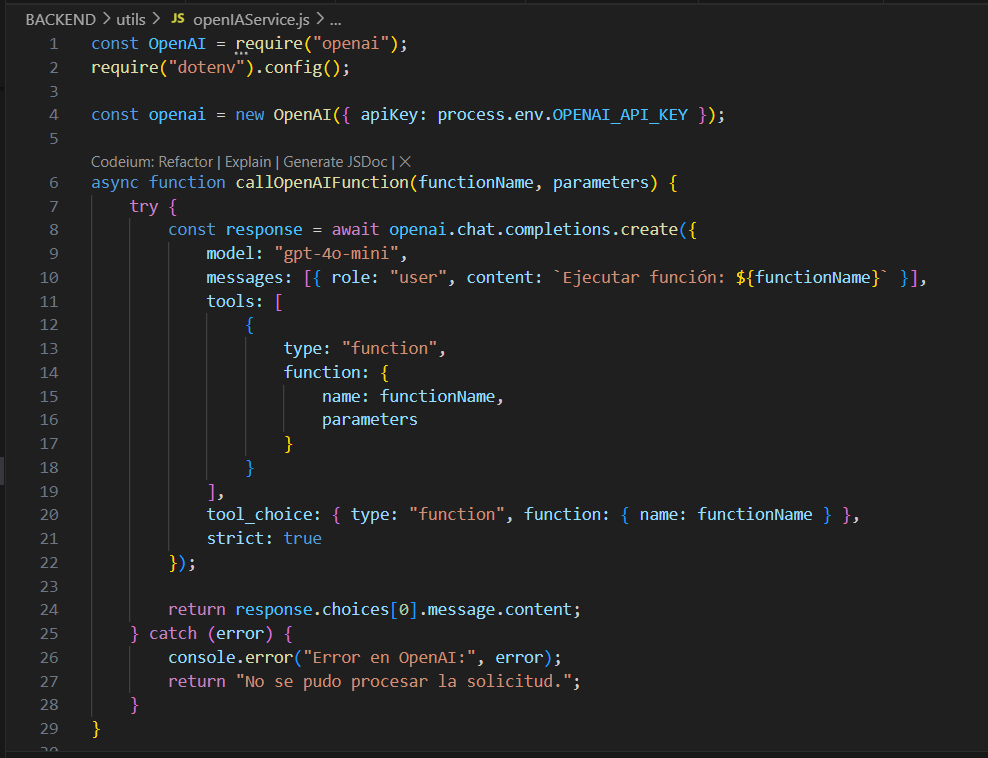 BACKEND > utils > JS openIAService.js > ...
1 const OpenAI = require("openai");
2 require("dotenv").config();
3
4 const openai = new OpenAI({ apiKey: process.env.OPENAI_API_KEY });
5
Codeium: Refactor | Explain | Generate JSDoc | ×
6 async function callOpenAIFunction(functionName, parameters) {
7     try {
8         const response = await openai.chat.completions.create({
9             model: "gpt-4o-mini",
10             messages: [{ role: "user", content: `Ejecutar función: ${functionName}` }],
11             tools: [
12                 {
13                     type: "function",
14                     function: {
15                         name: functionName,
16                         parameters
17                     }
18                 }
19             ],
20             tool_choice: { type: "function", function: { name: functionName } },
21             strict: true
22         });
23
24         return response.choices[0].message.content;
25     } catch (error) {
26         console.error("Error en OpenAI:", error);
27         return "No se pudo procesar la solicitud.";
28     }
29 }